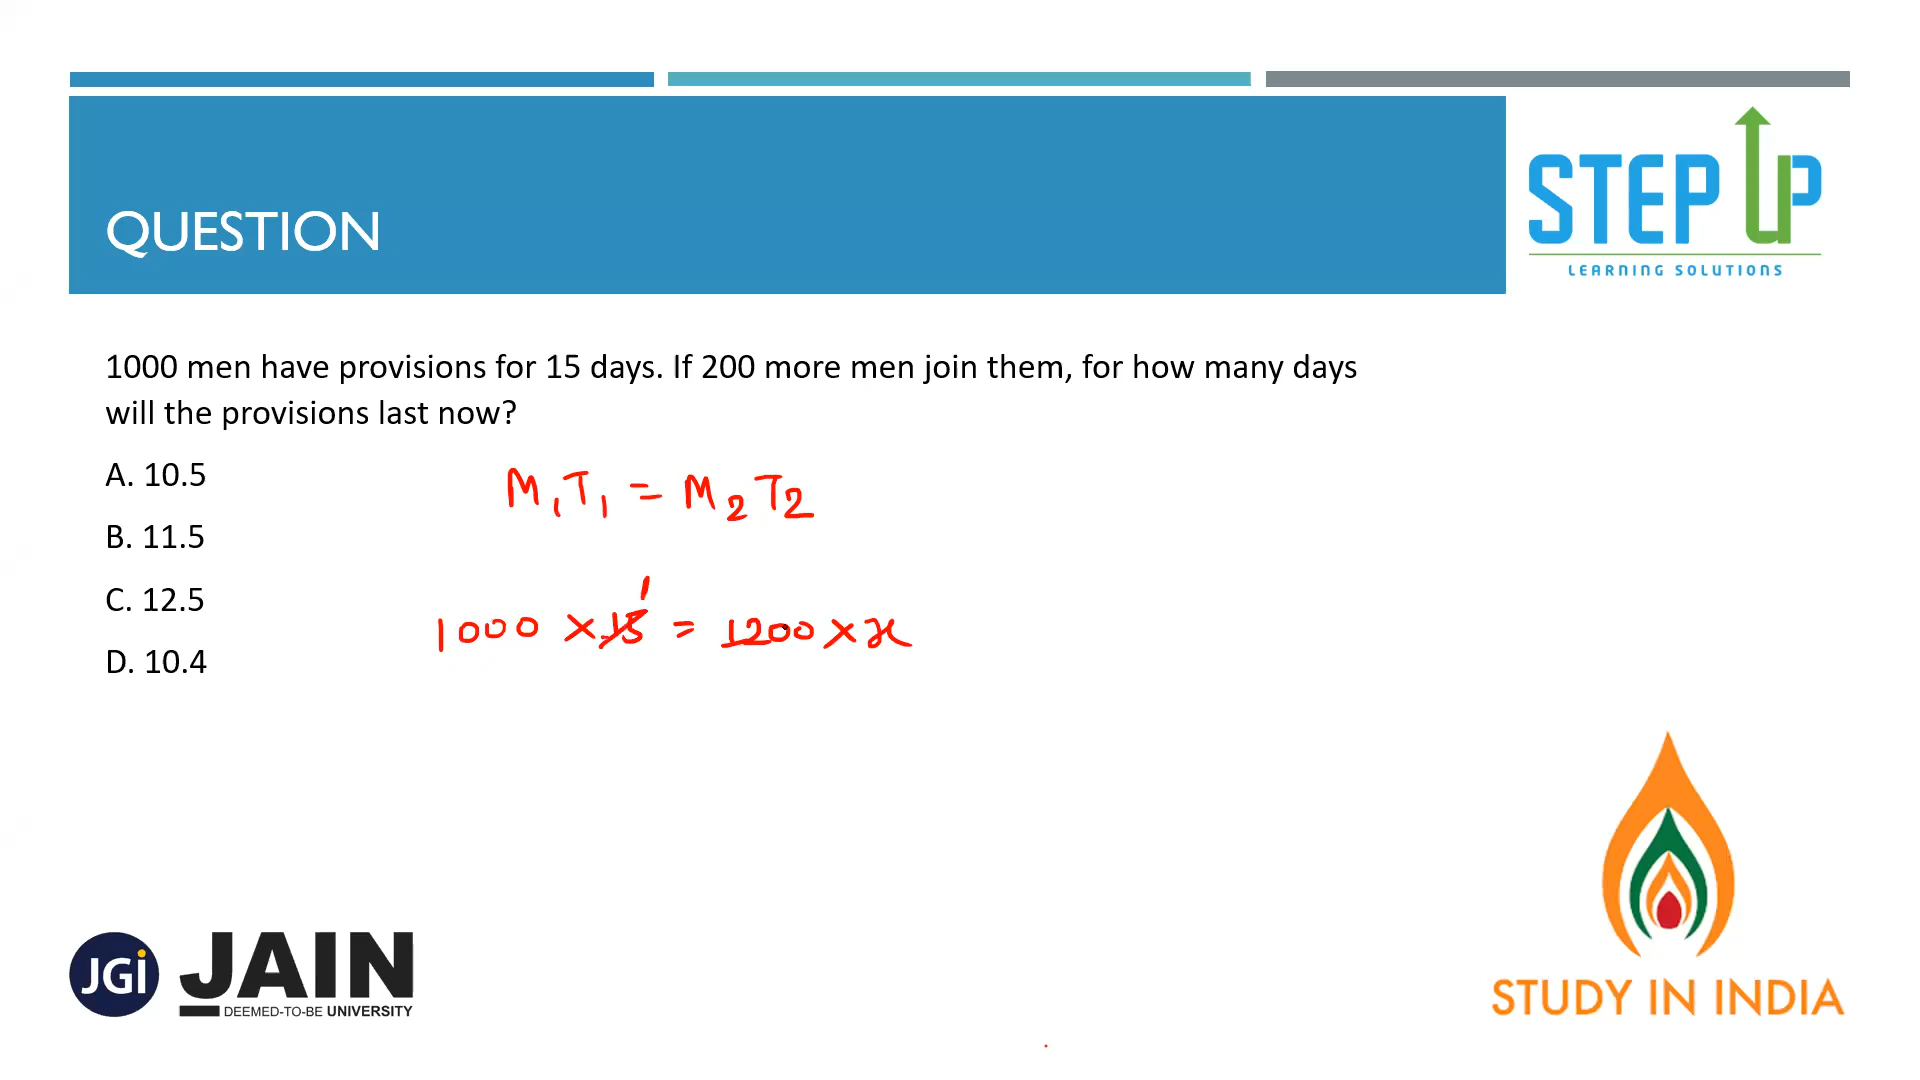 STEP UP
LEARNING SOLUTIONS
QUESTION
1000 men have provisions for 15 days. If 200 more men join them, for how many days
will the provisions last now?
A. 10.5
M₁T₁ = M₂T₂
B. 11.5
C. 12.5
1
1000 × 15 = 1200 × x
D. 10.4
JGi JAIN
DEEMED-TO-BE UNIVERSITY
STUDY IN INDIA